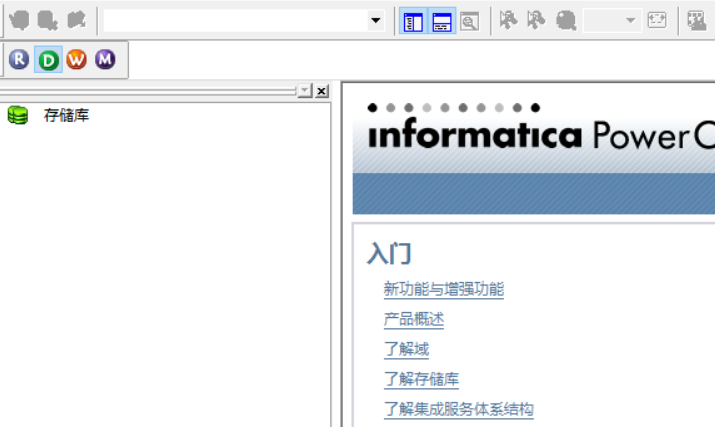 R D W M
存储库
informatica PowerC
入门
新功能与增强功能
产品概述
了解域
了解存储库
了解集成服务体系结构